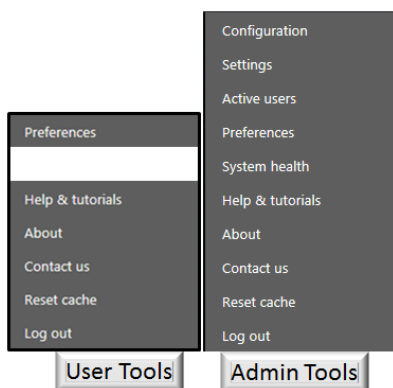 Preferences
Help & tutorials
About
Contact us
Reset cache
Log out
User Tools
Configuration
Settings
Active users
Preferences
System health
Help & tutorials
About
Contact us
Reset cache
Log out
Admin Tools